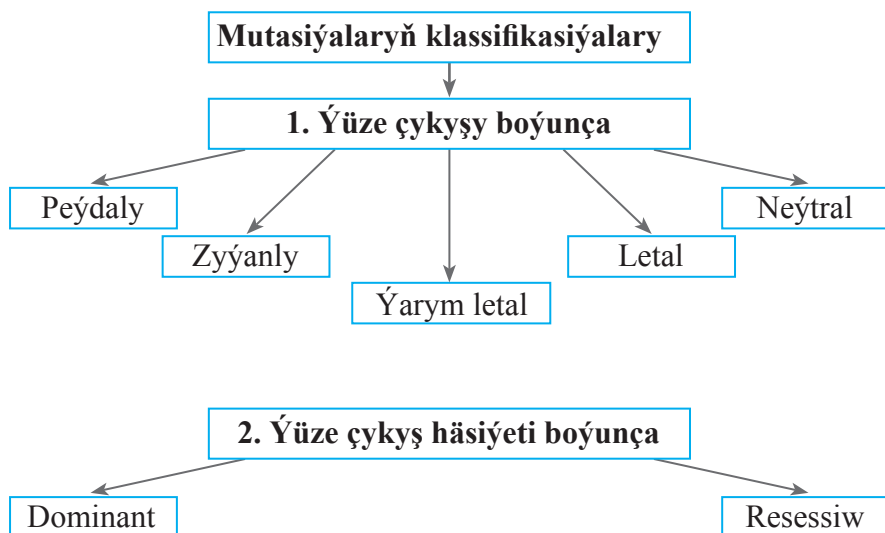 Mutasiýalaryň klassifikasiýalary
1. Ýüze çykyşy boýunça
Peýdaly
Neýtral
Zyýanly
Letal
Ýarym letal
2. Ýüze çykyş häsiýeti boýunça
Dominant
Resessiw